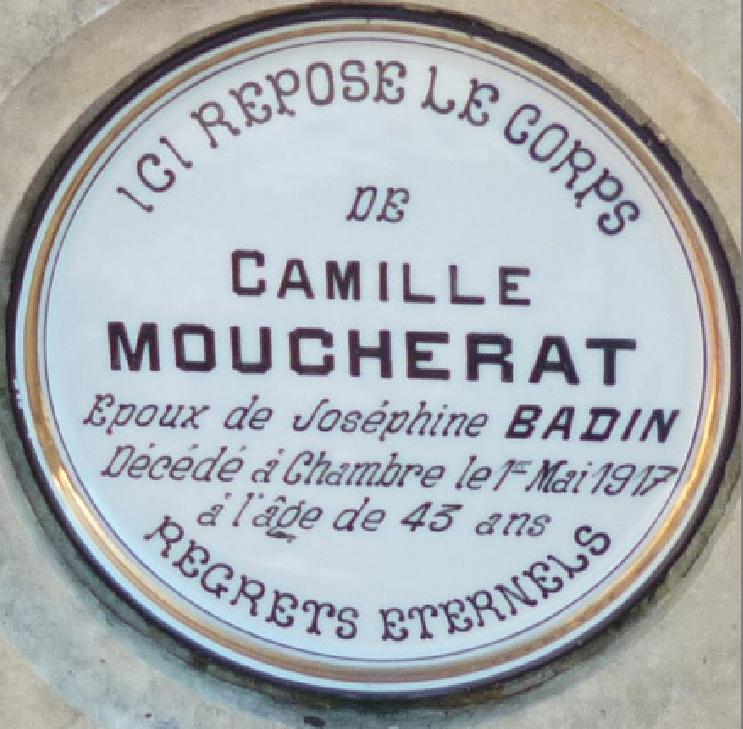 ICI REPOSE LE CORPS
DE
CAMILLE
MOUCHERAT
Epoux de Joséphine BADIN
Décédé à Chambre le 1er Mai 1917
à l'âge de 43 ans
REGRETS ETERNELS